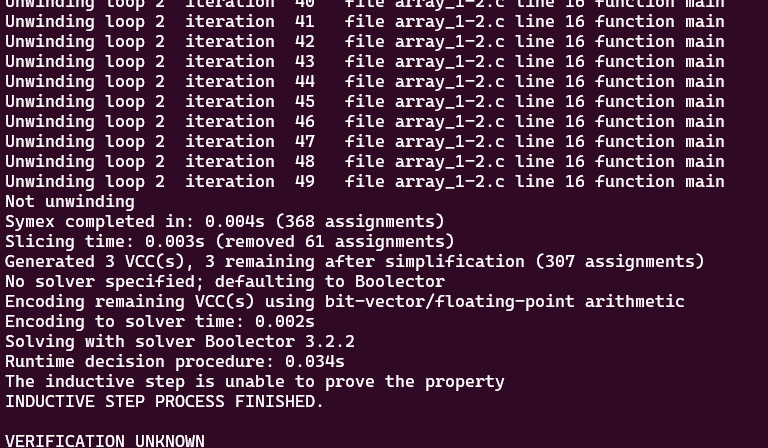 Unwinding loop 2  iteration  40   file array_1-2.c line 16 function main
Unwinding loop 2  iteration  41   file array_1-2.c line 16 function main
Unwinding loop 2  iteration  42   file array_1-2.c line 16 function main
Unwinding loop 2  iteration  43   file array_1-2.c line 16 function main
Unwinding loop 2  iteration  44   file array_1-2.c line 16 function main
Unwinding loop 2  iteration  45   file array_1-2.c line 16 function main
Unwinding loop 2  iteration  46   file array_1-2.c line 16 function main
Unwinding loop 2  iteration  47   file array_1-2.c line 16 function main
Unwinding loop 2  iteration  48   file array_1-2.c line 16 function main
Unwinding loop 2  iteration  49   file array_1-2.c line 16 function main
Not unwinding
Symex completed in: 0.004s (368 assignments)
Slicing time: 0.003s (removed 61 assignments)
Generated 3 VCC(s), 3 remaining after simplification (307 assignments)
No solver specified; defaulting to Boolector
Encoding remaining VCC(s) using bit-vector/floating-point arithmetic
Encoding to solver time: 0.002s
Solving with solver Boolector 3.2.2
Runtime decision procedure: 0.034s
The inductive step is unable to prove the property
INDUCTIVE STEP PROCESS FINISHED.
VERIFICATION UNKNOWN